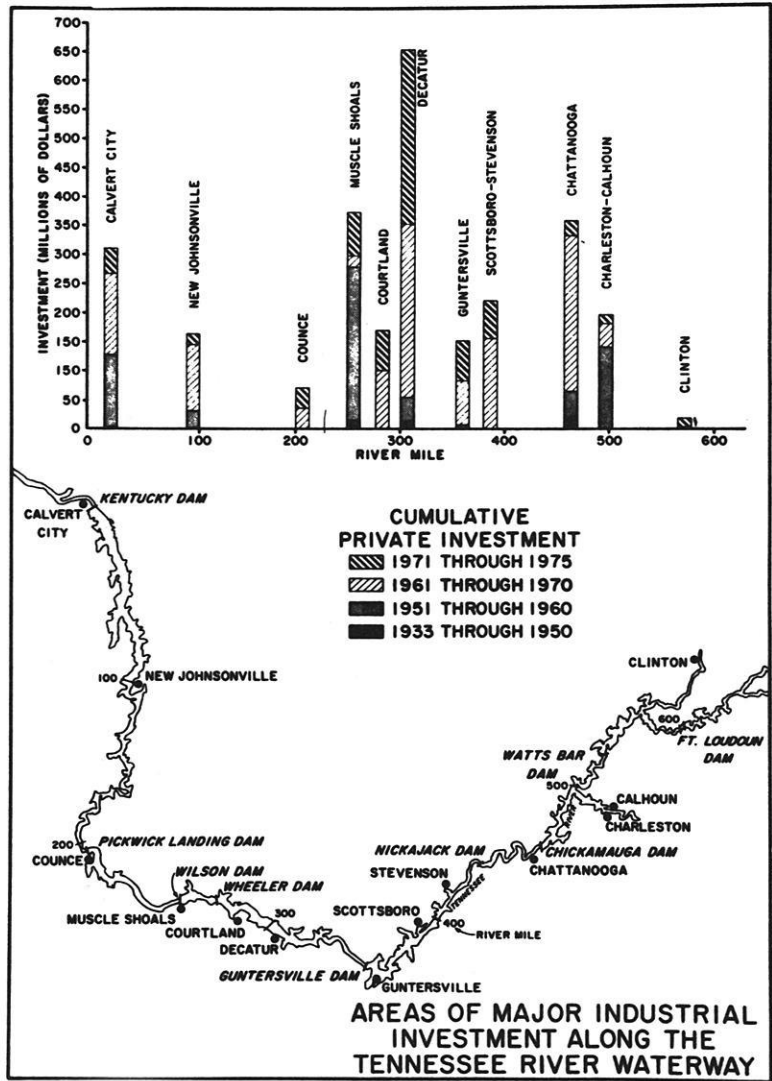 700
650
600
550
500
450
400
350
300
250
200
150
150
50
0
INVESTMENT (MILLIONS OF DOLLARS)
CALVERT CITY
NEW JOHNSONVILLE
COUNCE
MUSCLE SHOALS
COURTLAND
DECATUR
GUNTERSVILLE
SCOTTSBORO-STEVENSON
CHATTANOOGA
CHARLESTON-CALHOUN
CLINTON
0 100 200 300 400 500 600
RIVER MILE
KENTUCKY DAM
CALVERT
CITY
CUMULATIVE
PRIVATE INVESTMENT
1971 THROUGH 1975
1961 THROUGH 1970
1951 THROUGH 1960
1933 THROUGH 1950
100
NEW JOHNSONVILLE
CLINTON
600
FT. LOUDOUN
DAM
WATTS BAR
DAM
500
CALHOUN
CHARLESTON
RIVER
200
PICKWICK LANDING DAM
COUNCE
NICKAJACK DAM
CHICKAMAUGA DAM
CHATTANOOGA
STEVENSON
TENNESSEE
WILSON DAM
WHEELER DAM
MUSCLE SHOALS
300
COURTLAND
DECATUR
SCOTTSBORO
400
RIVER MILE
GUNTERSVILLE DAM
GUNTERSVILLE
AREAS OF MAJOR INDUSTRIAL
INVESTMENT ALONG THE
TENNESSEE RIVER WATERWAY